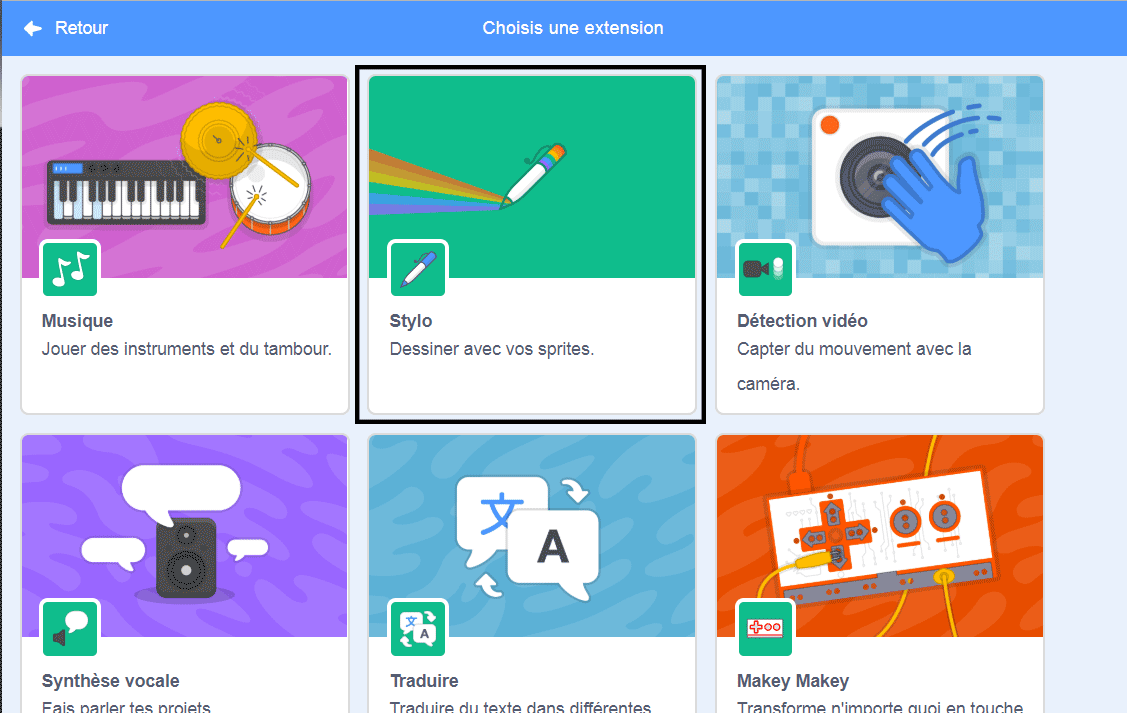 Retour
Choisis une extension
Musique
Jouer des instruments et du tambour.
Stylo
Dessiner avec vos sprites.
Détection vidéo
Capter du mouvement avec la
caméra.
文
A
文
A
Synthèse vocale
Fais parler tes projets
Traduire
Traduire du texte dans différentes
Makey Makey
Transforme n'importe quoi en touche